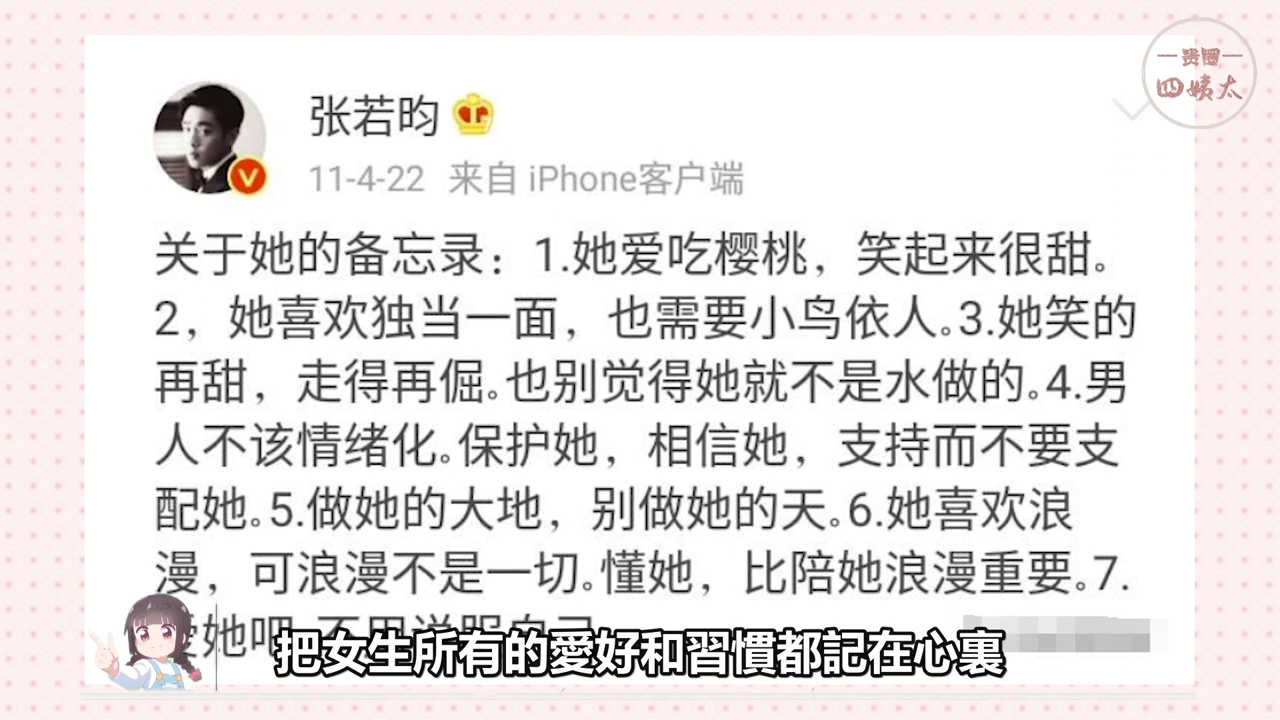 一贵圈一
四姨太
张若昀
11-4-22 来自 iPhone客户端
关于她的备忘录：1.她爱吃樱桃，笑起来很甜。
2，她喜欢独当一面，也需要小鸟依人。3.她笑的
再甜，走得再倔。也别觉得她就不是水做的。4.男
人不该情绪化。保护她，相信她，支持而不要支
配她。5.做她的大地，别做她的天。6.她喜欢浪
漫，可浪漫不是一切。懂她，比陪她浪漫重要。7.
她吧
把女生所有的愛好和習慣都記在心裏